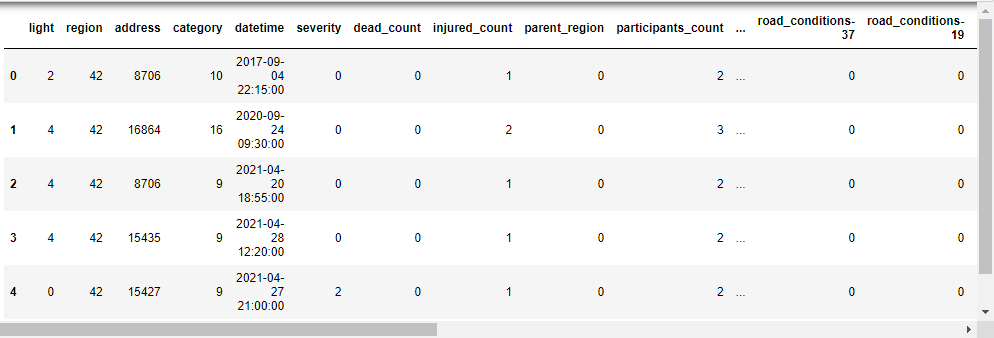 light region address category datetime severity dead_count injured_count parent_region participants_count ... road_conditions-37 road_conditions-19
0 2 42 8706 10 2017-09-04 22:15:00 0 0 1 0 2 ... 0 0
1 4 42 16864 16 2020-09-24 09:30:00 0 0 2 0 3 ... 0 0
2 4 42 8706 9 2021-04-20 18:55:00 0 0 1 0 2 ... 0 0
3 4 42 15435 9 2021-04-28 12:20:00 0 0 1 0 2 ... 0 0
4 0 42 15427 9 2021-04-27 21:00:00 2 0 1 0 2 ... 0 0